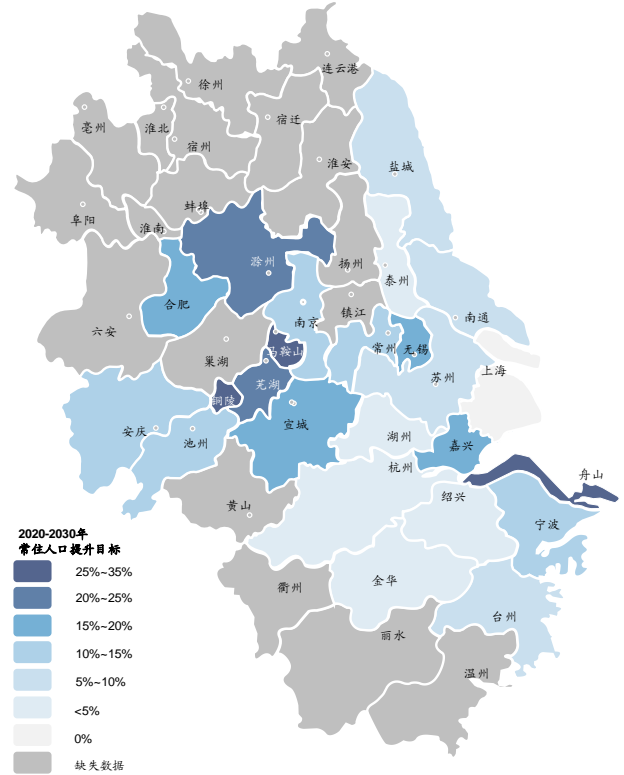 连云港
徐州
宿迁
亳州
淮北
宿州
淮安
盐城
蚌埠
阜阳
淮南
滁州
扬州
泰州
合肥
南京
镇江
南通
六安
马鞍山
常州
无锡
巢湖
上海
芜湖
苏州
铜陵
宣城
安庆
池州
湖州
嘉兴
杭州
舟山
绍兴
黄山
宁波
2020-2030年
常住人口提升目标
25%~35%
20%~25%
15%~20%
10%~15%
5%~10%
<5%
0%
缺失数据
衢州
金华
台州
丽水
温州